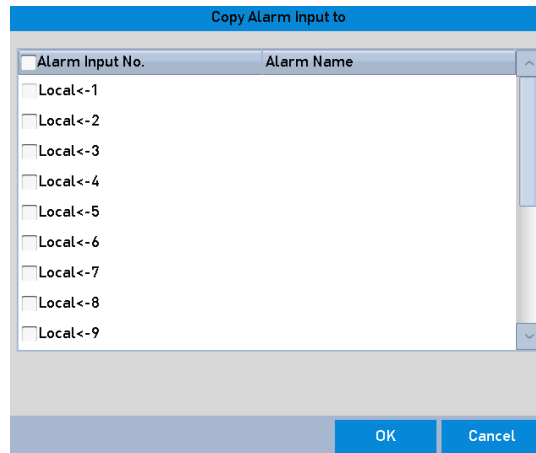 Copy Alarm Input to
Alarm Input No. Alarm Name
Local<-1
Local<-2
Local<-3
Local<-4
Local<-5
Local<-6
Local<-7
Local<-8
Local<-9
OK Cancel